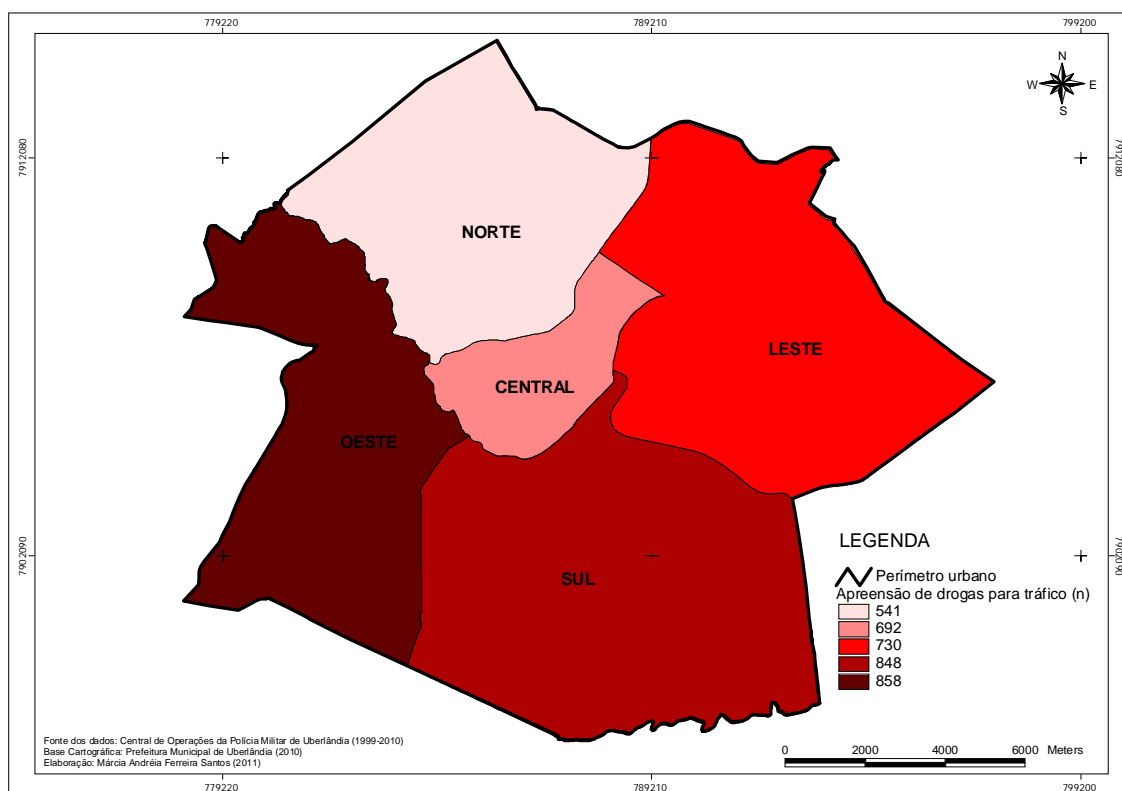 779220 789210 799200
N
W E
S
7912080 7912080
NORTE
LESTE
CENTRAL
OESTE
7902090 7902090
SUL
LEGENDA
Perímetro urbano
Apreensão de drogas para tráfico (n)
541
692
730
848
858
Fonte dos dados: Central de Operações da Polícia Militar de Uberlândia (1999-2010)
Base Cartográfica: Prefeitura Municipal de Uberlândia (2010)
Elaboração: Márcia Andréia Ferreira Santos (2011)
0 2000 4000 6000 Meters
779220 789210 799200